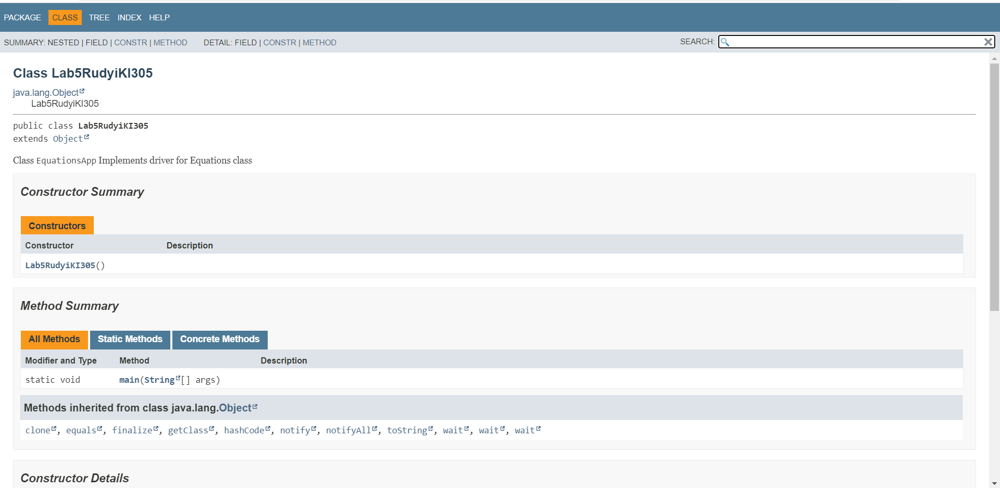 PACKAGE CLASS TREE INDEX HELP
SUMMARY: NESTED | FIELD | CONSTR | METHOD DETAIL: FIELD | CONSTR | METHOD SEARCH:
Class Lab5RudyiKI305
java.lang.Object
Lab5RudyiKI305
public class Lab5RudyiKI305
extends Object
Class EquationsApp Implements driver for Equations class
Constructor Summary
Constructors
Constructor Description
Lab5RudyiKI305()
Method Summary
All Methods Static Methods Concrete Methods
Modifier and Type Method Description
static void main(String[] args)
Methods inherited from class java.lang.Object
clone, equals, finalize, getClass, hashCode, notify, notifyAll, toString, wait, wait, wait
Constructor Details